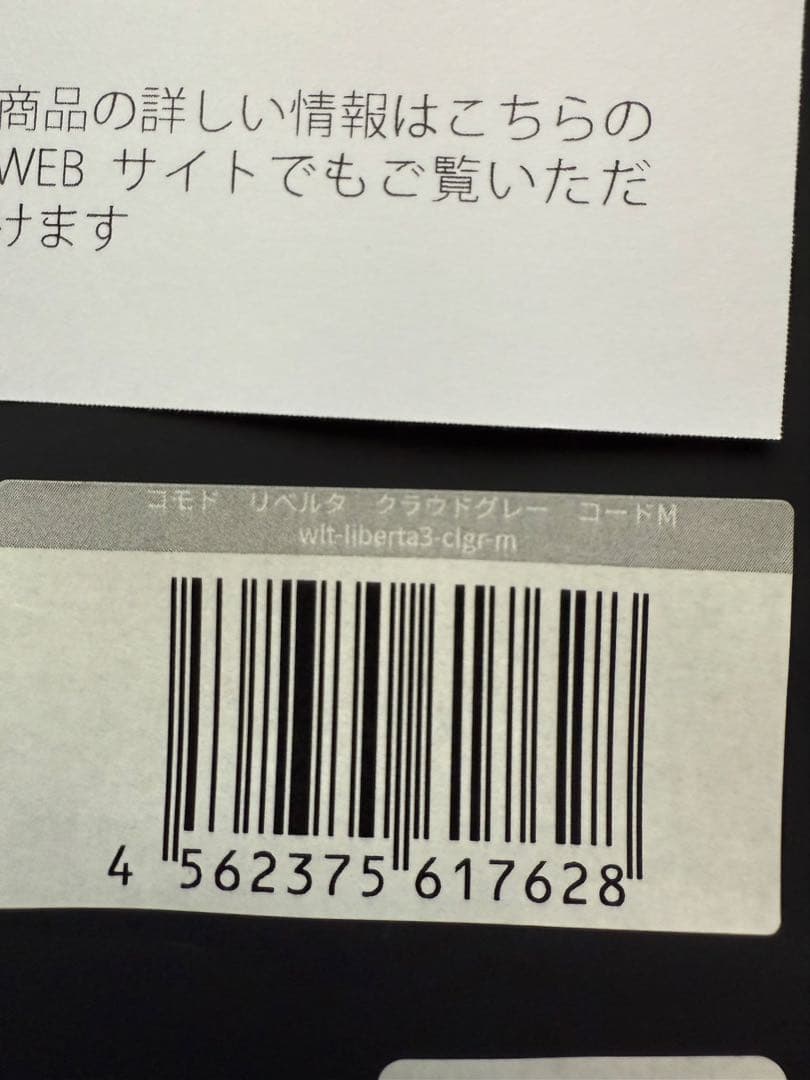 商品の詳しい情報はこちらの
WEB サイトでもご覧いただ
けます
コモド リベルタ クラウドグレー コードM
wlt-liberta3-clgr-m
4 562375 617628